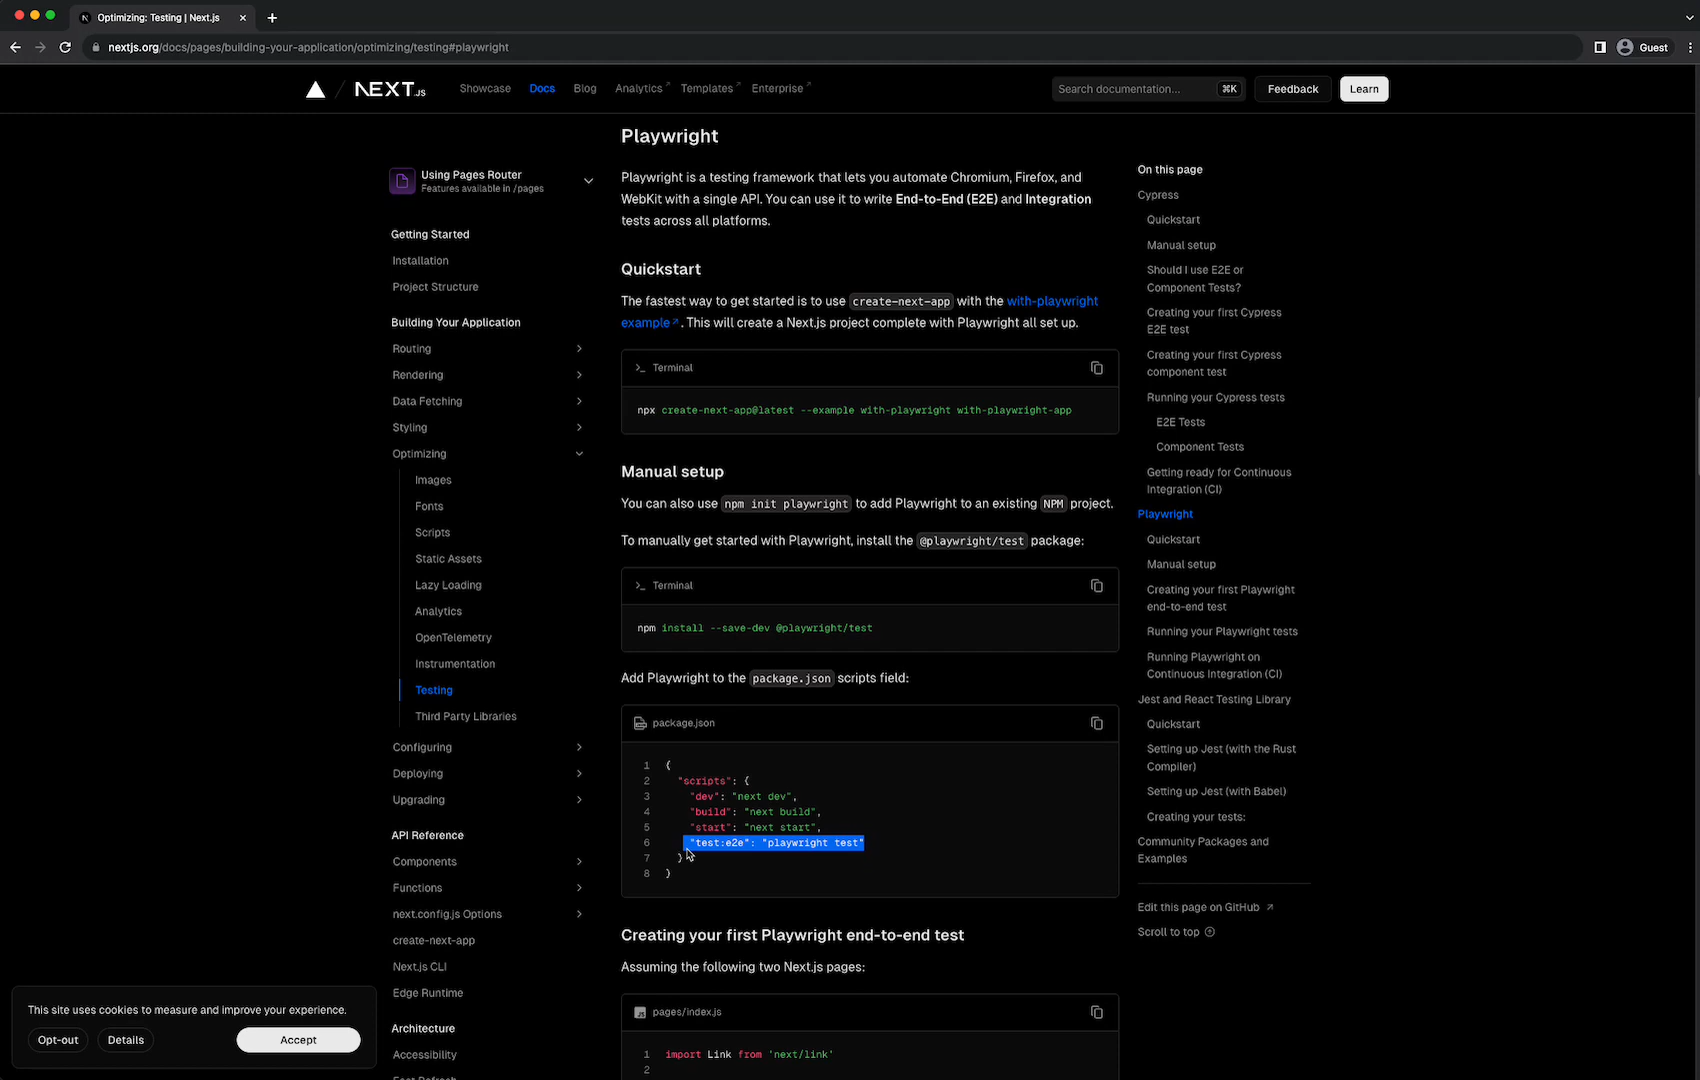 Optimizing: Testing | Next.js
nextjs.org/docs/pages/building-your-application/optimizing/testing#playwright
Guest
NEXT.JS
Showcase
Docs
Blog
Analytics
Templates
Enterprise
Search documentation...
⌘K
Feedback
Learn
Using Pages Router
Features available in /pages
Getting Started
Installation
Project Structure
Building Your Application
Routing
Rendering
Data Fetching
Styling
Optimizing
Images
Fonts
Scripts
Static Assets
Lazy Loading
Analytics
OpenTelemetry
Instrumentation
Testing
Third Party Libraries
Configuring
Deploying
Upgrading
API Reference
Components
Functions
next.config.js Options
create-next-app
Next.js CLI
Edge Runtime
Architecture
Accessibility
Fast Refresh
This site uses cookies to measure and improve your experience.
Opt-out
Details
Accept
Playwright
Playwright is a testing framework that lets you automate Chromium, Firefox, and
WebKit with a single API. You can use it to write End-to-End (E2E) and Integration
tests across all platforms.
Quickstart
The fastest way to get started is to use create-next-app with the with-playwright
example↗. This will create a Next.js project complete with Playwright all set up.
>_ Terminal
npx create-next-app@latest --example with-playwright with-playwright-app
Manual setup
You can also use npm init playwright to add Playwright to an existing NPM project.
To manually get started with Playwright, install the @playwright/test package:
>_ Terminal
npm install --save-dev @playwright/test
Add Playwright to the package.json scripts field:
package.json
1 {
2 "scripts": {
3 "dev": "next dev",
4 "build": "next build",
5 "start": "next start",
6 "test:e2e": "playwright test"
7 }
8 }
Creating your first Playwright end-to-end test
Assuming the following two Next.js pages:
pages/index.js
1 import Link from 'next/link'
2
On this page
Cypress
Quickstart
Manual setup
Should I use E2E or
Component Tests?
Creating your first Cypress
E2E test
Creating your first Cypress
component test
Running your Cypress tests
E2E Tests
Component Tests
Getting ready for Continuous
Integration (CI)
Playwright
Quickstart
Manual setup
Creating your first Playwright
end-to-end test
Running your Playwright tests
Running Playwright on
Continuous Integration (CI)
Jest and React Testing Library
Quickstart
Setting up Jest (with the Rust
Compiler)
Setting up Jest (with Babel)
Creating your tests:
Community Packages and
Examples
Edit this page on GitHub ↗
Scroll to top